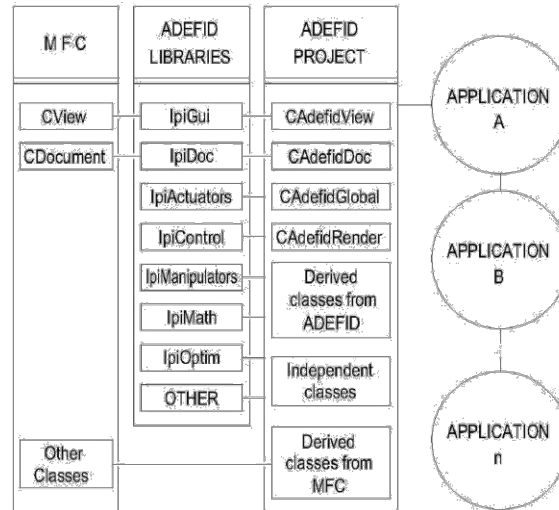 M F C
ADEFID
LIBRARIES
ADEFID
PROJECT
CView
CDocument
Other
Classes
IpiGui
IpiDoc
IpiActuators
IpiControl
IpiManipulators
IpiMath
IpiOptim
OTHER
CAdefidView
CAdefidDoc
CAdefidGlobal
CAdefidRender
Derived
classes from
ADEFID
Independent
classes
Derived
classes from
MFC
APPLICATION
A
APPLICATION
B
APPLICATION
n